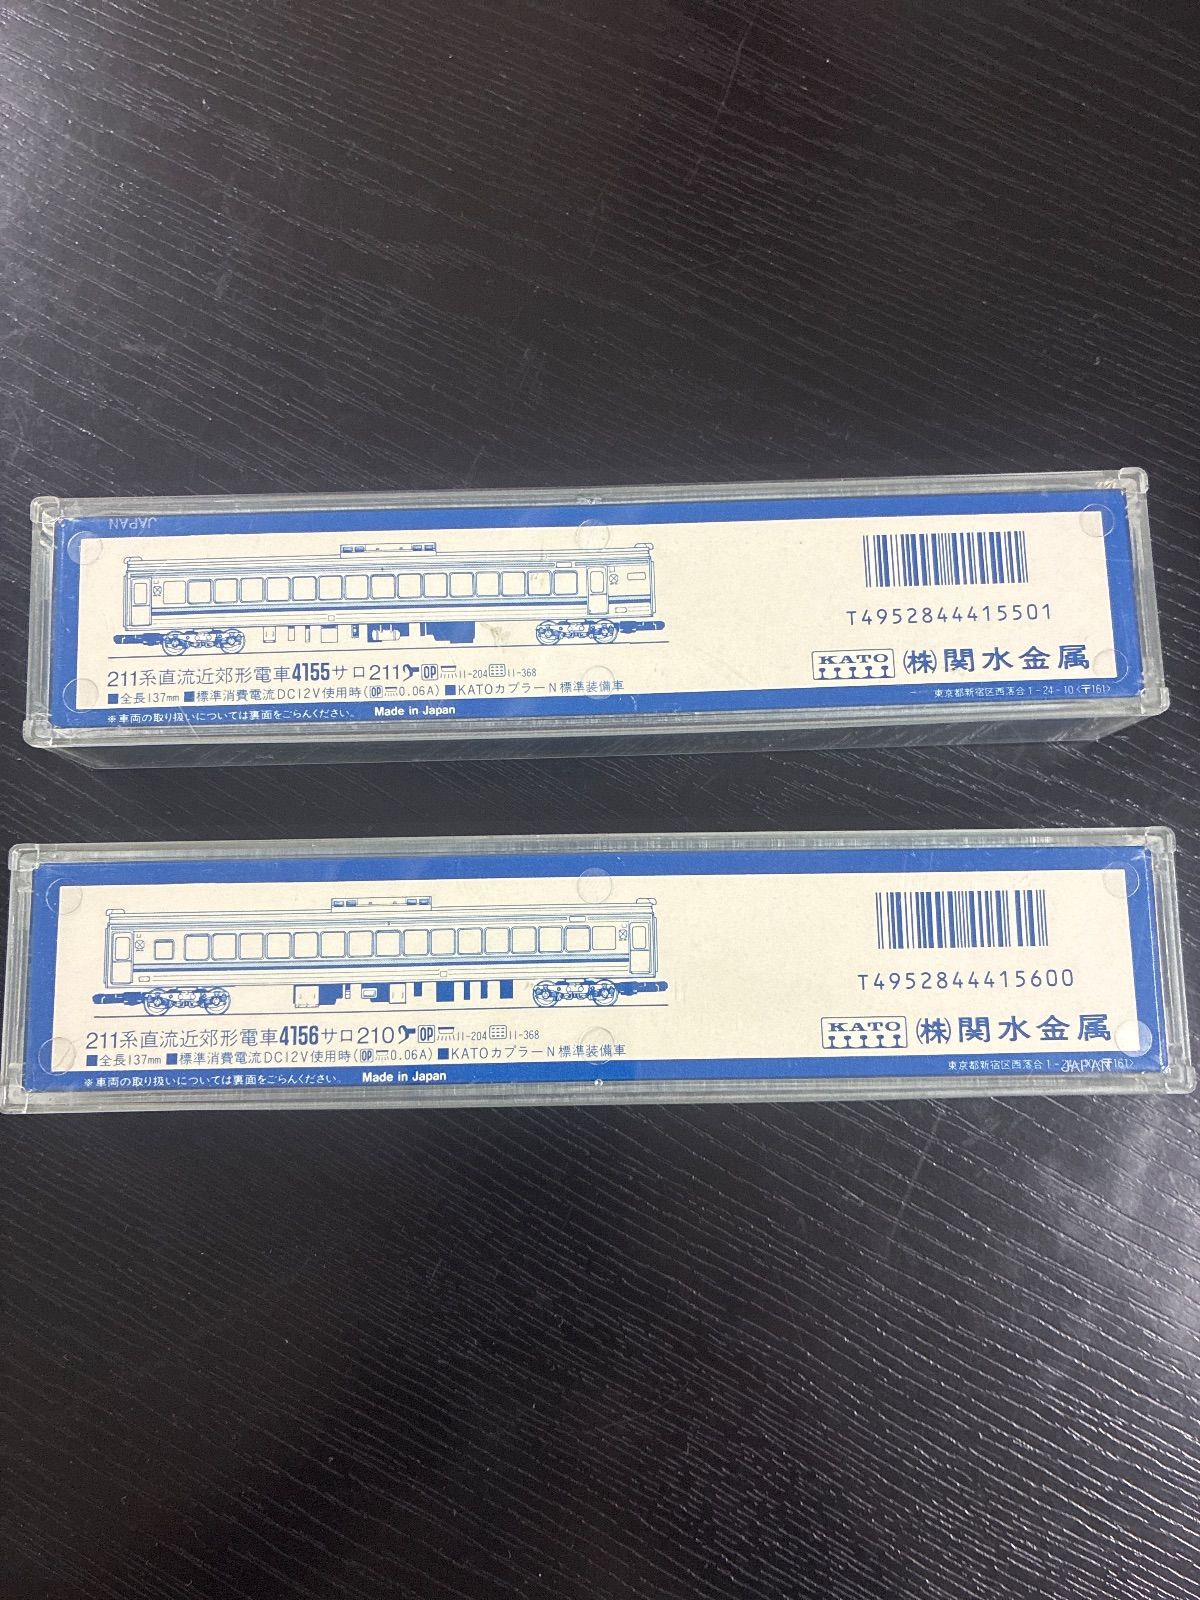 JAPAN
T4952844415501
KATO (株)関水金属
211系直流近郊形電車4155サロ211 OP 11-204 11-368
■全長137mm ■標準消費電流DC12V使用時(OP 0.06A) ■KATOカプラーN標準装備車
東京都新宿区西落合1-24-10〈〒161〉
※車両の取り扱いについては裏面をごらんください。 Made in Japan
T4952844415600
KATO (株)関水金属
211系直流近郊形電車4156サロ210 OP 11-204 11-368
■全長137mm ■標準消費電流DC12V使用時(OP 0.06A) ■KATOカプラーN標準装備車
東京都新宿区西落合1-24-10〈〒161〉
JAPAN
※車両の取り扱いについては裏面をごらんください。 Made in Japan